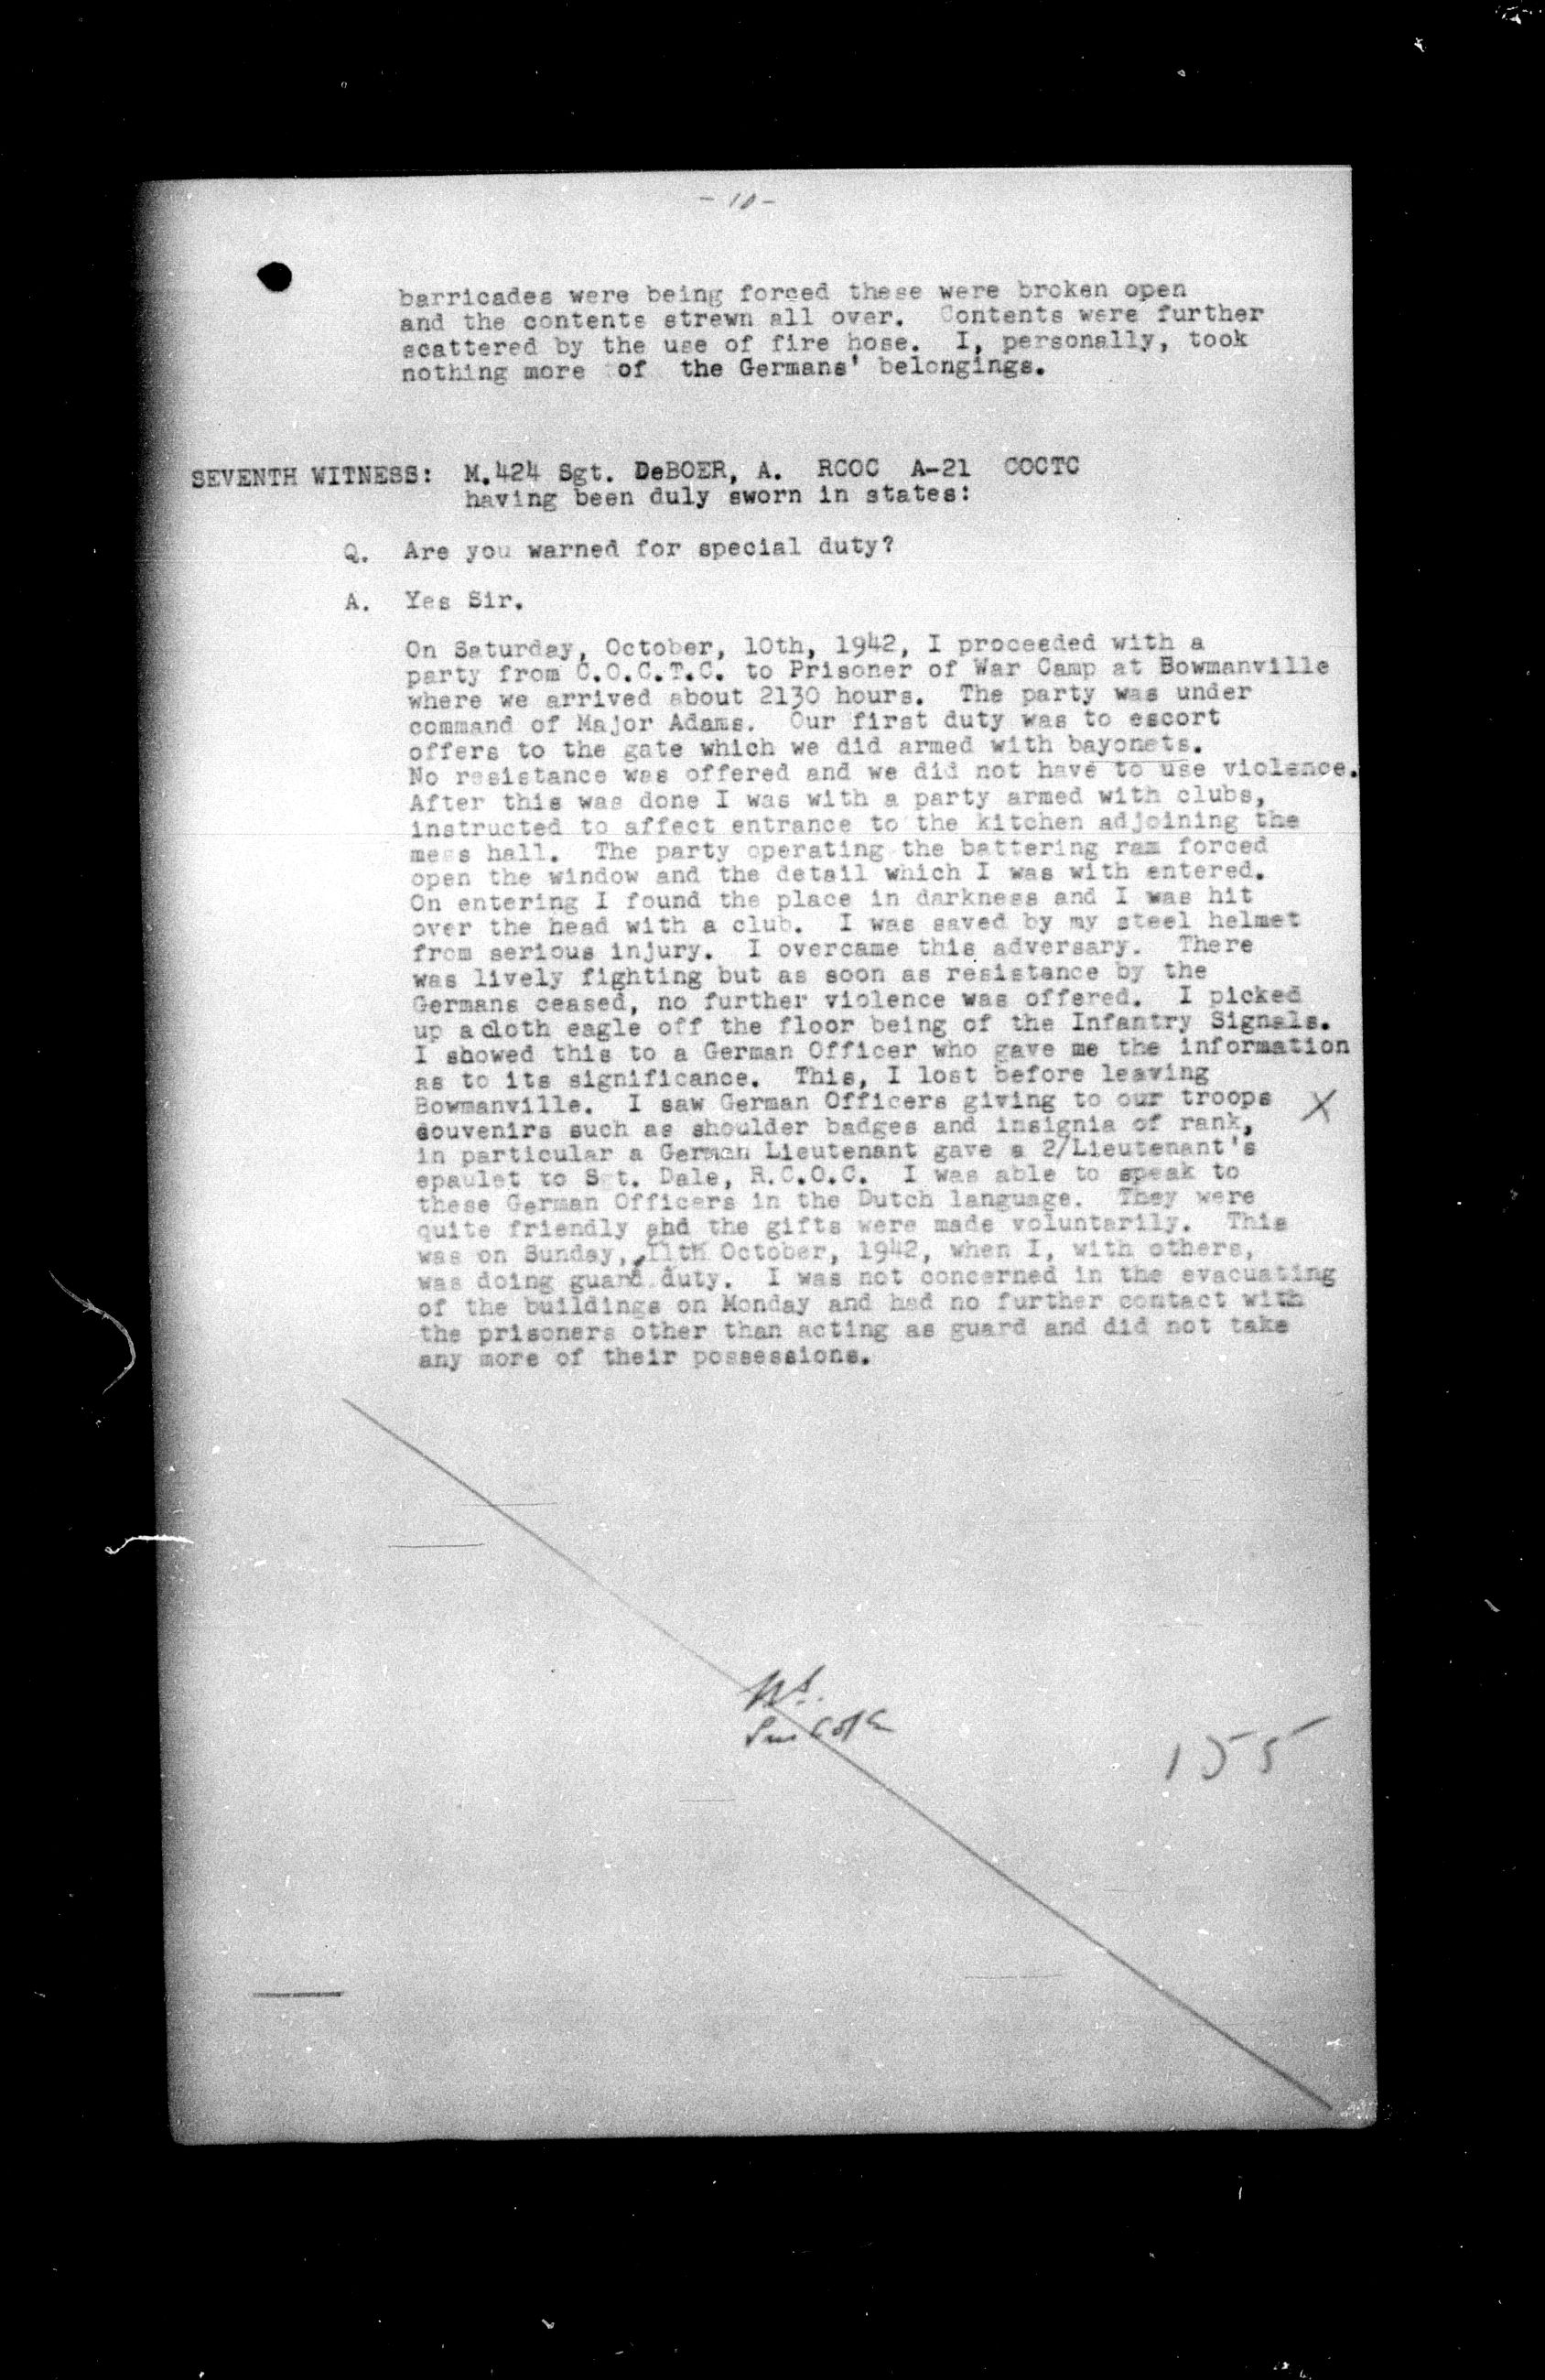 - 10 -
barricades were being forced these were broken open
and the contents strewn all over. Contents were further
scattered by the use of fire hose. I, personally, took
nothing more of the Germans' belongings.
SEVENTH WITNESS: M.424 Sgt. DeBOER, A. RCOC A-21 COCTC
having been duly sworn in states:
Q. Are you warned for special duty?
A. Yes Sir.
On Saturday, October, 10th, 1942, I proceeded with a
party from C.O.C.T.C. to Prisoner of War Camp at Bowmanville
where we arrived about 2130 hours. The party was under
command of Major Adams. Our first duty was to escort
offers to the gate which we did armed with bayonets.
No resistance was offered and we did not have to use violence.
After this was done I was with a party armed with clubs,
instructed to affect entrance to the kitchen adjoining the
mess hall. The party operating the battering ram forced
open the window and the detail which I was with entered.
On entering I found the place in darkness and I was hit
over the head with a club. I was saved by my steel helmet
from serious injury. I overcame this adversary. There
was lively fighting but as soon as resistance by the
Germans ceased, no further violence was offered. I picked
up a cloth eagle off the floor being of the Infantry Signals.
I showed this to a German Officer who gave me the information
as to its significance. This, I lost before leaving
Bowmanville. I saw German Officers giving to our troops X
souvenirs such as shoulder badges and insignia of rank,
in particular a German Lieutenant gave a 2/Lieutenant's
epaulet to Sgt. Dale, R.C.O.C. I was able to speak to
these German Officers in the Dutch language. They were
quite friendly and the gifts were made voluntarily. This
was on Sunday, 11th October, 1942, when I, with others,
was doing guard duty. I was not concerned in the evacuating
of the buildings on Monday and had no further contact with
the prisoners other than acting as guard and did not take
any more of their possessions.
155